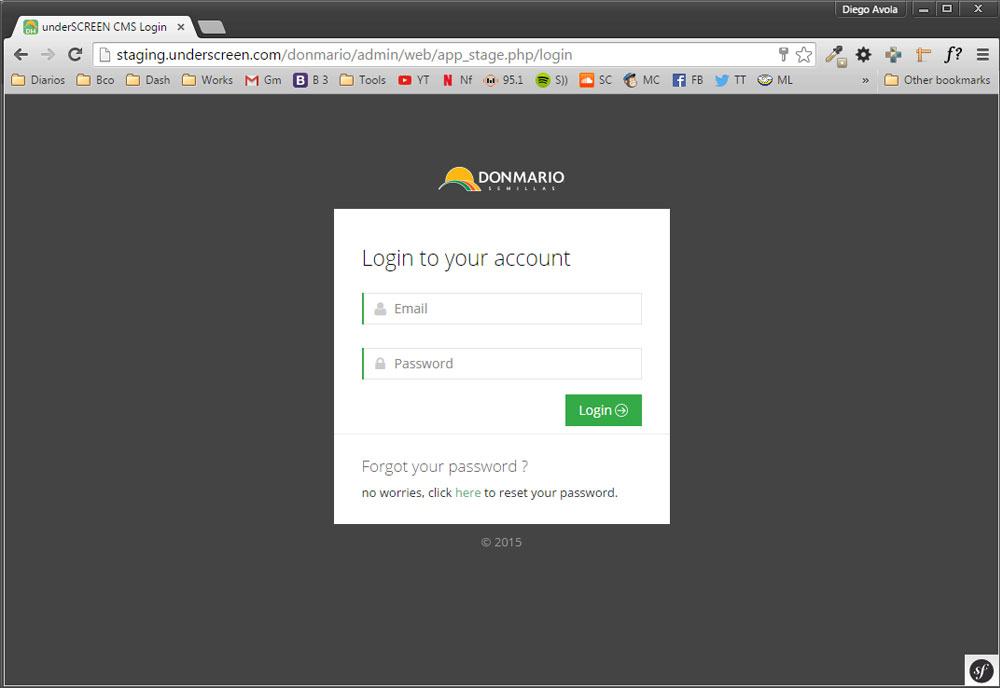 Diego Avola
underSCREEN CMS Login
staging.underscreen.com/donmario/admin/web/app_stage.php/login
f?
Diarios Bco Dash Works Gm B B 3 Tools YT N Nf 95.1 S)) SC MC f FB TT ML » Other bookmarks
DONMARIO
SEMILLAS
Login to your account
Email
Password
Login
Forgot your password ?
no worries, click here to reset your password.
© 2015
sf